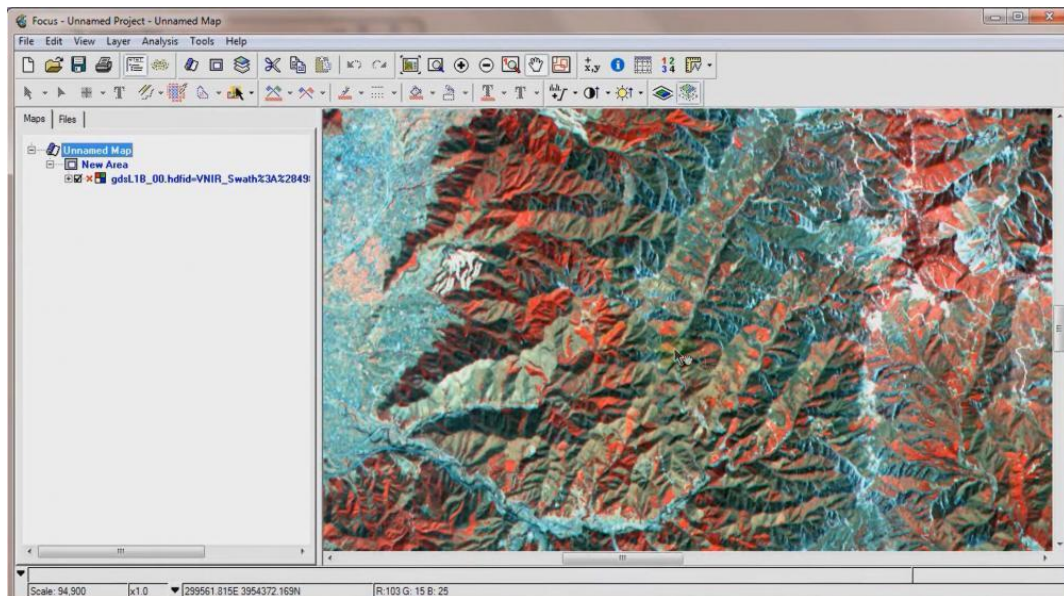 Focus - Unnamed Project - Unnamed Map
File Edit View Layer Analysis Tools Help
Maps Files
Unnamed Map
New Area
gdsL1B_00.hdfid=VNIR_Swath%3A%2849
Scale: 94,900 x1.0 299561.815E 3954372.169N R:103 G: 15 B: 25